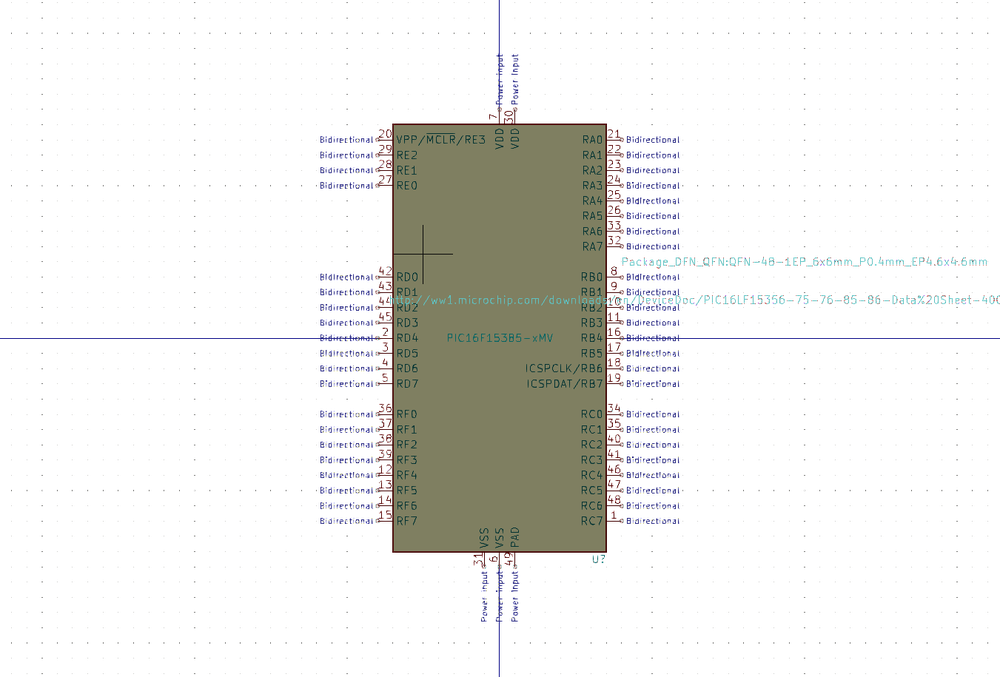 Power Input Power Input
7 30
VDD VDD
Bidirectional 20 VPP/MCLR/RE3 RA0 21 Bidirectional
Bidirectional 29 RE2 RA1 22 Bidirectional
Bidirectional 28 RE1 RA2 23 Bidirectional
Bidirectional 27 RE0 RA3 24 Bidirectional
RA4 25 Bidirectional
RA5 26 Bidirectional
RA6 33 Bidirectional
RA7 32 Bidirectional
Package_DFN_QFN:QFN-48-1EP_6x6mm_P0.4mm_EP4.6x4.6mm
Bidirectional 42 RD0 RB0 8 Bidirectional
Bidirectional 43 RD1 RB1 9 Bidirectional
http://ww1.microchip.com/downloads/en/DeviceDoc/PIC16LF15356-75-76-85-86-Data%20Sheet-400
Bidirectional 44 RD2 RB2 10 Bidirectional
Bidirectional 45 RD3 RB3 11 Bidirectional
Bidirectional 2 RD4 PIC16F15385-xMV RB4 16 Bidirectional
Bidirectional 3 RD5 RB5 17 Bidirectional
Bidirectional 4 RD6 ICSPCLK/RB6 18 Bidirectional
Bidirectional 5 RD7 ICSPDAT/RB7 19 Bidirectional
Bidirectional 36 RF0 RC0 34 Bidirectional
Bidirectional 37 RF1 RC1 35 Bidirectional
Bidirectional 38 RF2 RC2 40 Bidirectional
Bidirectional 39 RF3 RC3 41 Bidirectional
Bidirectional 12 RF4 RC4 46 Bidirectional
Bidirectional 13 RF5 RC5 47 Bidirectional
Bidirectional 14 RF6 RC6 48 Bidirectional
Bidirectional 15 RF7 RC7 1 Bidirectional
VSS VSS PAD
31 6 49 U?
Power Input Power Input Power Input